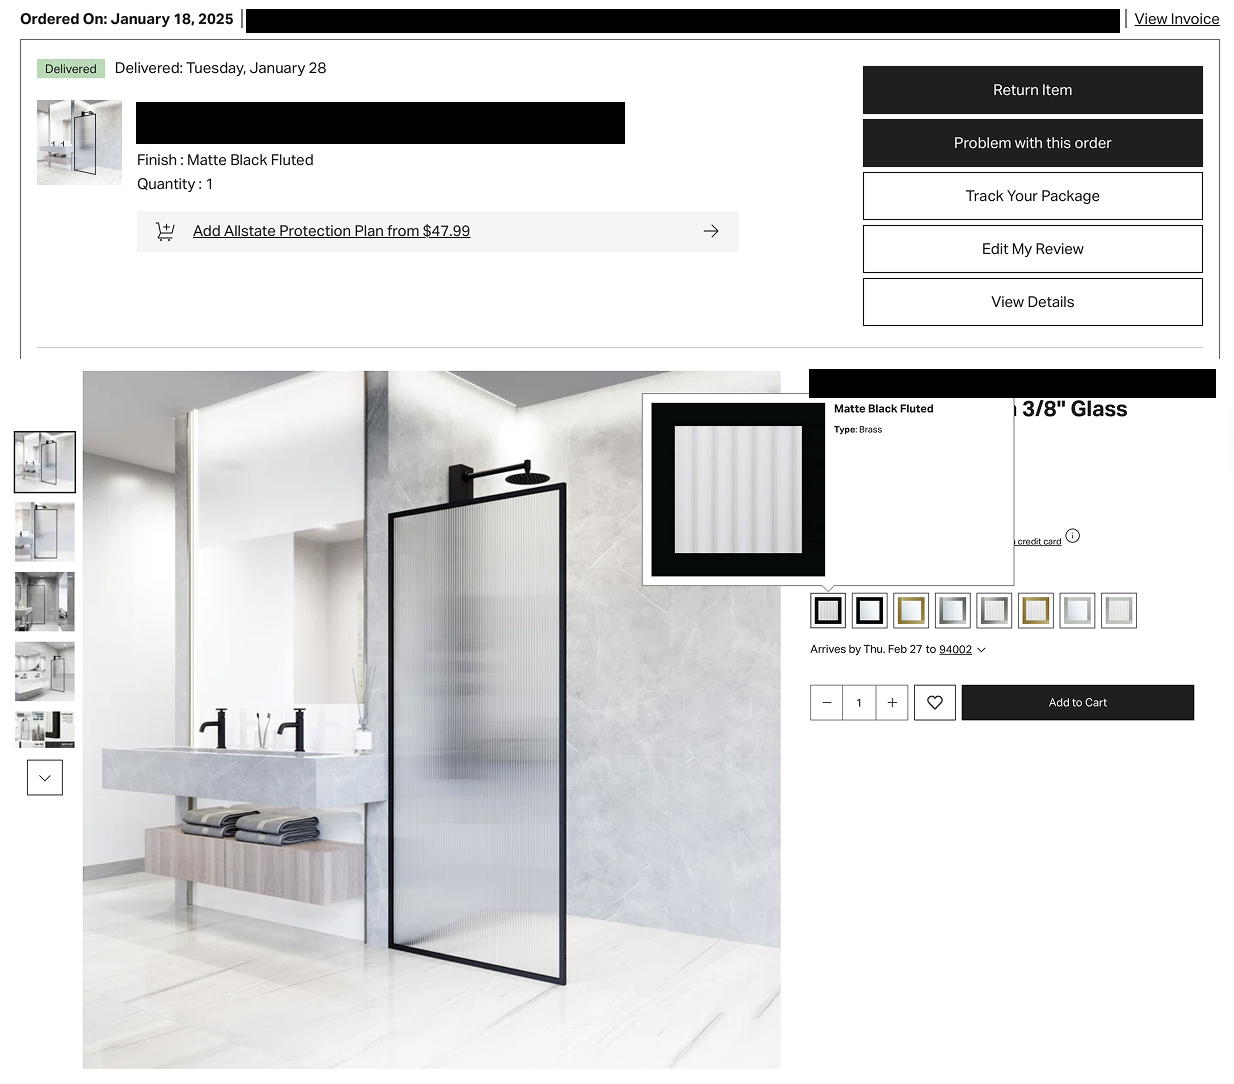 Ordered On: January 18, 2025
View Invoice
Delivered
Delivered: Tuesday, January 28
Finish : Matte Black Fluted
Quantity : 1
Add Allstate Protection Plan from $47.99
Return Item
Problem with this order
Track Your Package
Edit My Review
View Details
3/8" Glass
Matte Black Fluted
Type: Brass
credit card
Arrives by Thu. Feb 27 to 94002
1
Add to Cart